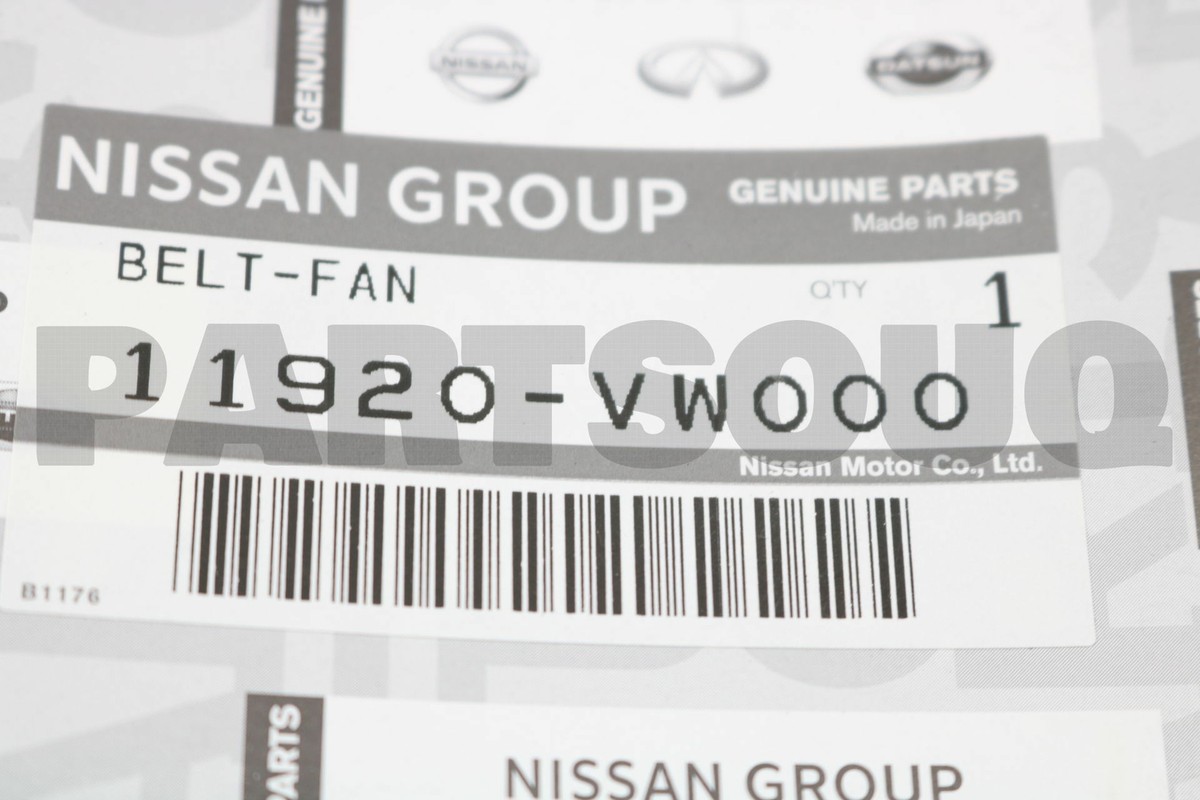 GENUINE
NISSAN
DATSUN
NISSAN GROUP
GENUINE PARTS
Made in Japan
BELT-FAN
Q'TY
1
11920-VW000
PARTSOUQ
Nissan Motor Co., Ltd.
B1176
PARTS
NISSAN GROUP